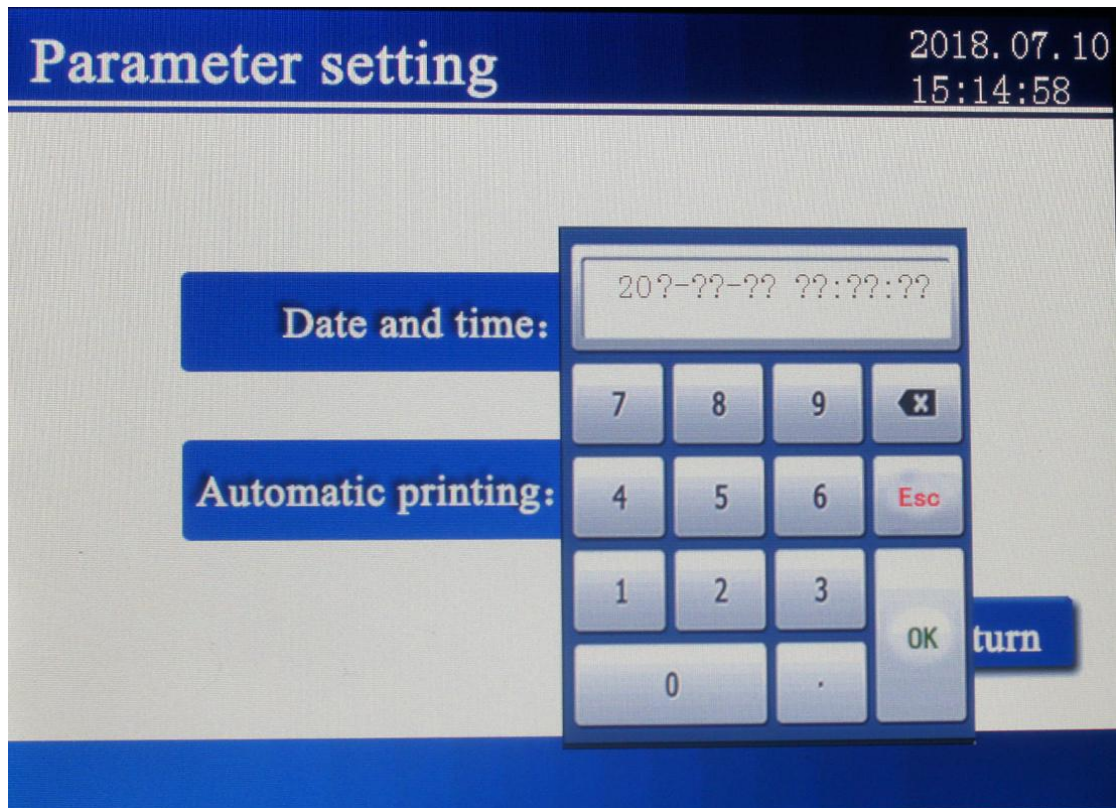 Parameter setting
2018.07.10
15:14:58
Date and time:
20?-??-?? ??:??:??
7 8 9
Automatic printing:
4 5 6 Esc
1 2 3
OK
turn
0 .